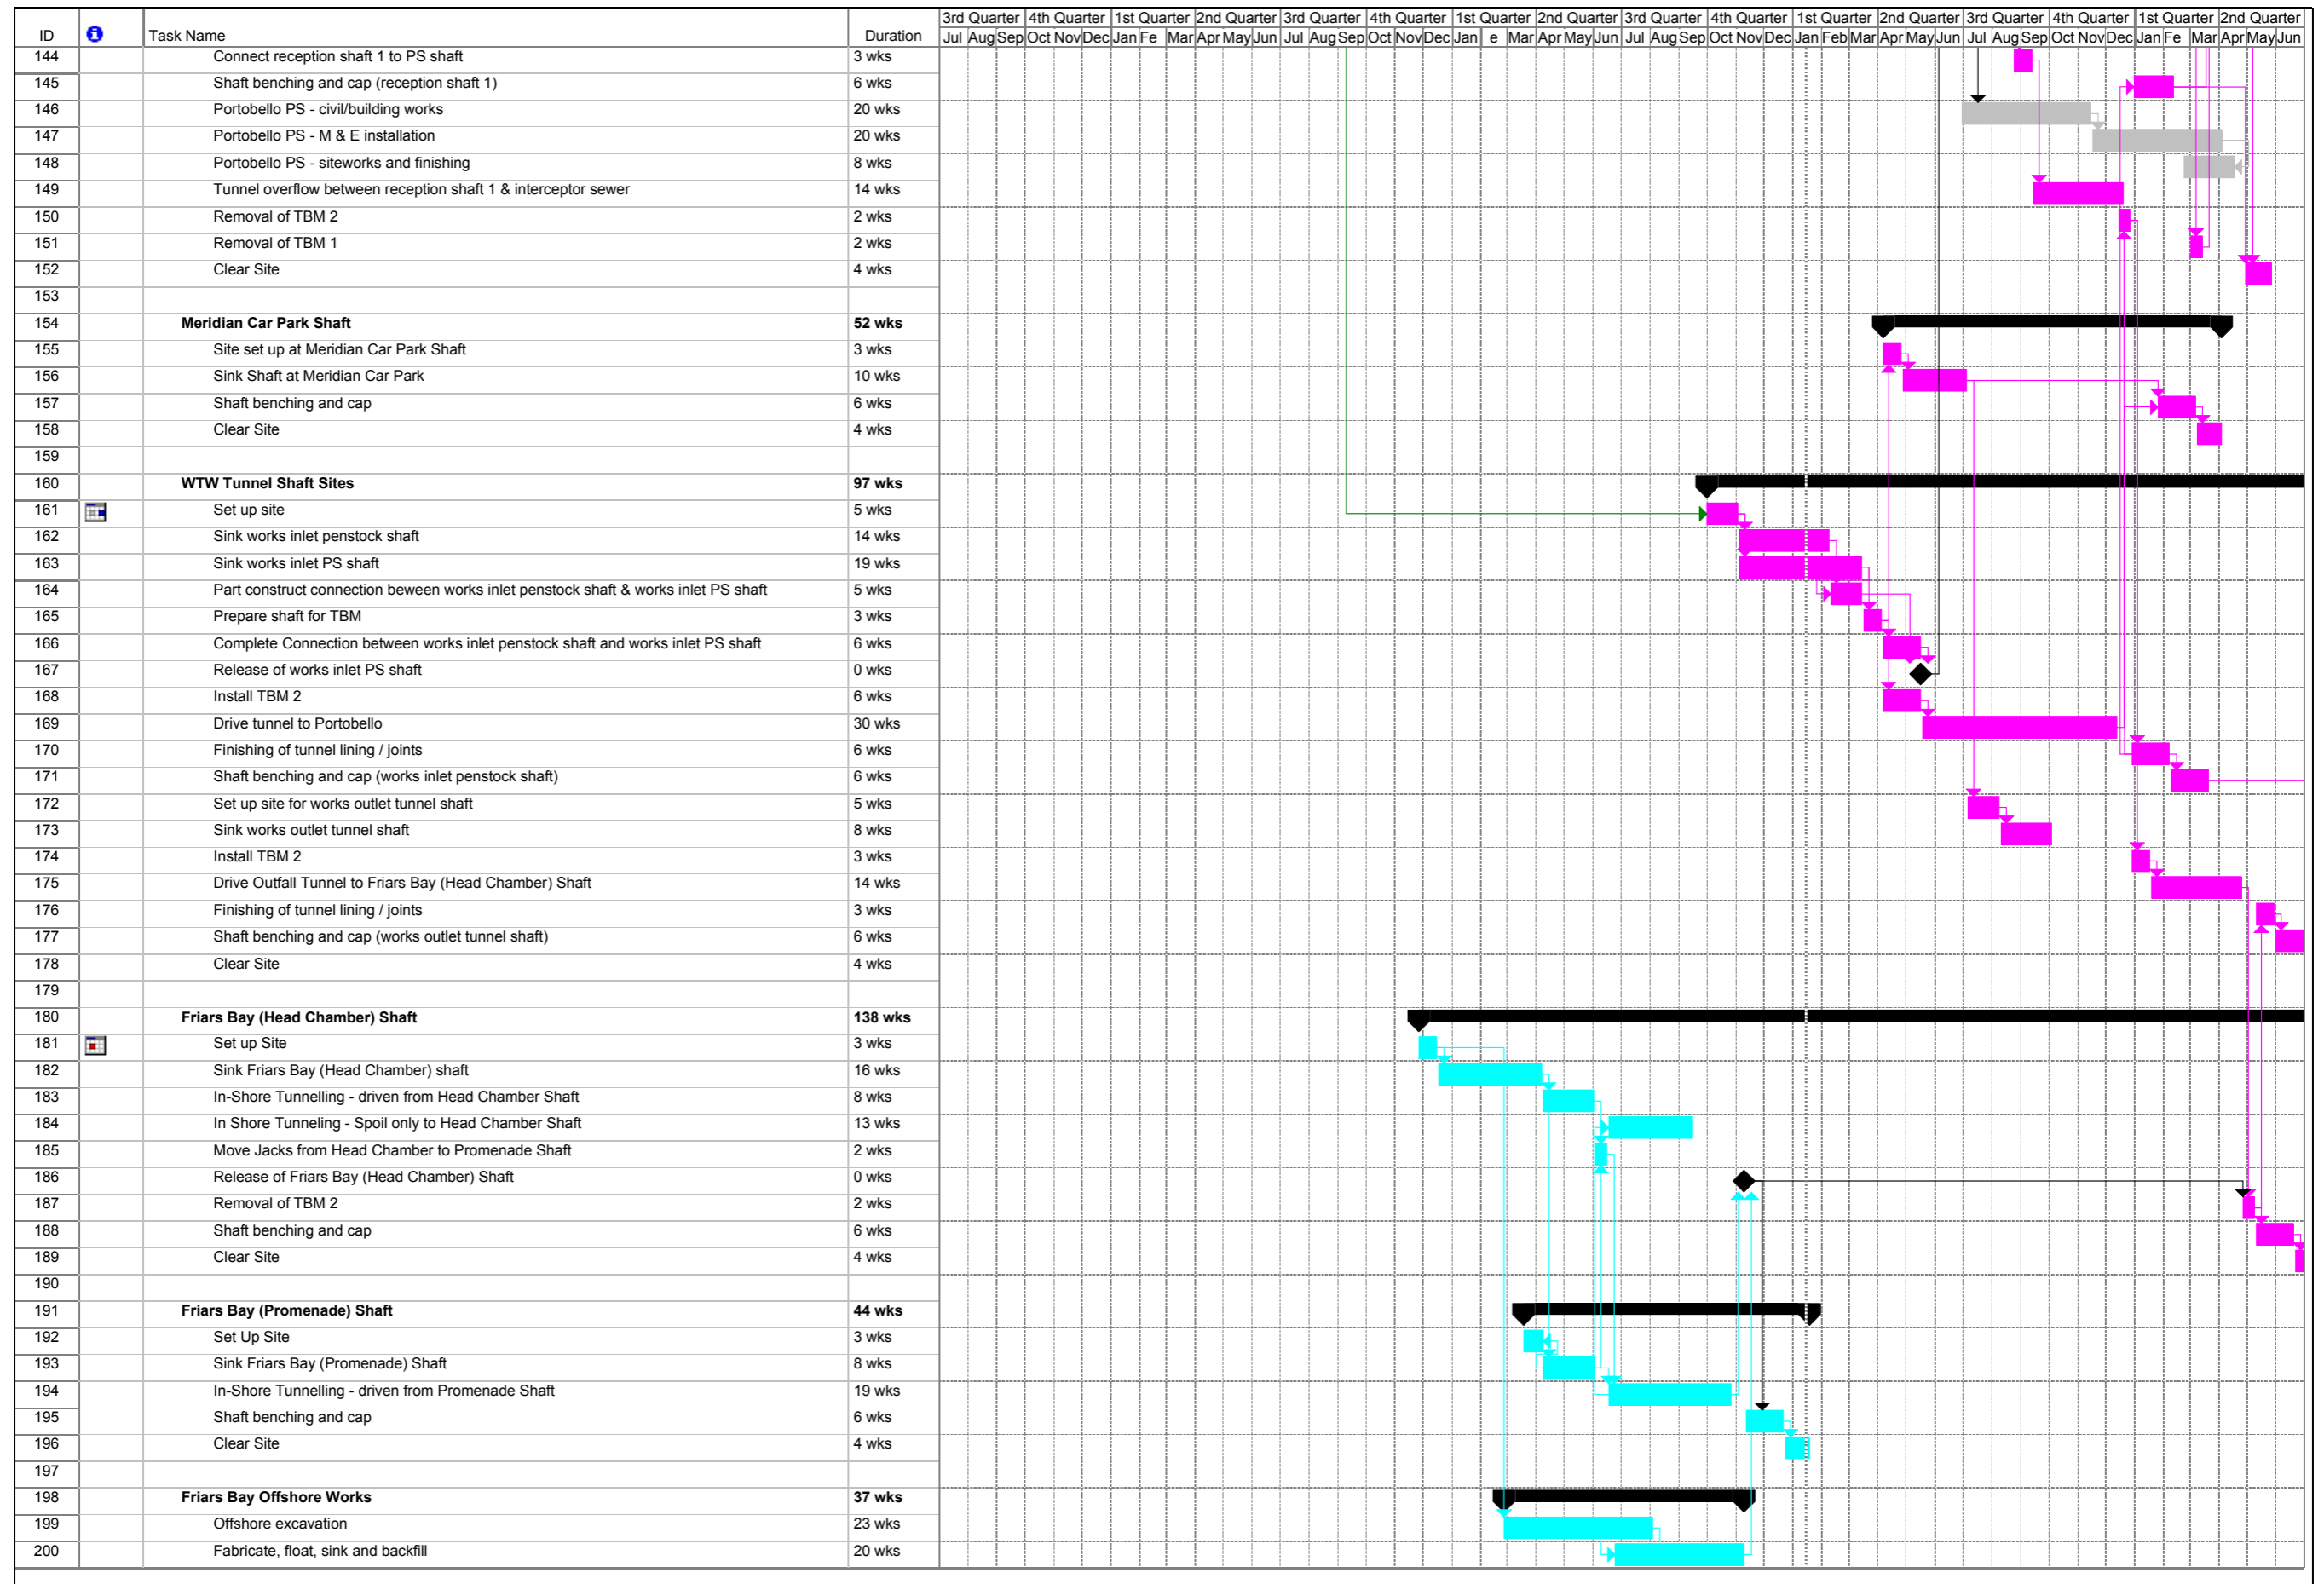 3rd Quarter 4th Quarter 1st Quarter 2nd Quarter 3rd Quarter 4th Quarter 1st Quarter 2nd Quarter 3rd Quarter 4th Quarter 1st Quarter 2nd Quarter 3rd Quarter 4th Quarter 1st Quarter 2nd Quarter
ID Task Name Duration Jul Aug Sep Oct Nov Dec Jan Fe Mar Apr May Jun Jul Aug Sep Oct Nov Dec Jan e Mar Apr May Jun Jul Aug Sep Oct Nov Dec Jan Feb Mar Apr May Jun Jul Aug Sep Oct Nov Dec Jan Fe Mar Apr May Jun
144 Connect reception shaft 1 to PS shaft 3 wks
145 Shaft benching and cap (reception shaft 1) 6 wks
146 Portobello PS - civil/building works 20 wks
147 Portobello PS - M & E installation 20 wks
148 Portobello PS - siteworks and finishing 8 wks
149 Tunnel overflow between reception shaft 1 & interceptor sewer 14 wks
150 Removal of TBM 2 2 wks
151 Removal of TBM 1 2 wks
152 Clear Site 4 wks
153
154 Meridian Car Park Shaft 52 wks
155 Site set up at Meridian Car Park Shaft 3 wks
156 Sink Shaft at Meridian Car Park 10 wks
157 Shaft benching and cap 6 wks
158 Clear Site 4 wks
159
160 WTW Tunnel Shaft Sites 97 wks
161 Set up site 5 wks
162 Sink works inlet penstock shaft 14 wks
163 Sink works inlet PS shaft 19 wks
164 Part construct connection beween works inlet penstock shaft & works inlet PS shaft 5 wks
165 Prepare shaft for TBM 3 wks
166 Complete Connection between works inlet penstock shaft and works inlet PS shaft 6 wks
167 Release of works inlet PS shaft 0 wks
168 Install TBM 2 6 wks
169 Drive tunnel to Portobello 30 wks
170 Finishing of tunnel lining / joints 6 wks
171 Shaft benching and cap (works inlet penstock shaft) 6 wks
172 Set up site for works outlet tunnel shaft 5 wks
173 Sink works outlet tunnel shaft 8 wks
174 Install TBM 2 3 wks
175 Drive Outfall Tunnel to Friars Bay (Head Chamber) Shaft 14 wks
176 Finishing of tunnel lining / joints 3 wks
177 Shaft benching and cap (works outlet tunnel shaft) 6 wks
178 Clear Site 4 wks
179
180 Friars Bay (Head Chamber) Shaft 138 wks
181 Set up Site 3 wks
182 Sink Friars Bay (Head Chamber) shaft 16 wks
183 In-Shore Tunnelling - driven from Head Chamber Shaft 8 wks
184 In Shore Tunneling - Spoil only to Head Chamber Shaft 13 wks
185 Move Jacks from Head Chamber to Promenade Shaft 2 wks
186 Release of Friars Bay (Head Chamber) Shaft 0 wks
187 Removal of TBM 2 2 wks
188 Shaft benching and cap 6 wks
189 Clear Site 4 wks
190
191 Friars Bay (Promenade) Shaft 44 wks
192 Set Up Site 3 wks
193 Sink Friars Bay (Promenade) Shaft 8 wks
194 In-Shore Tunnelling - driven from Promenade Shaft 19 wks
195 Shaft benching and cap 6 wks
196 Clear Site 4 wks
197
198 Friars Bay Offshore Works 37 wks
199 Offshore excavation 23 wks
200 Fabricate, float, sink and backfill 20 wks